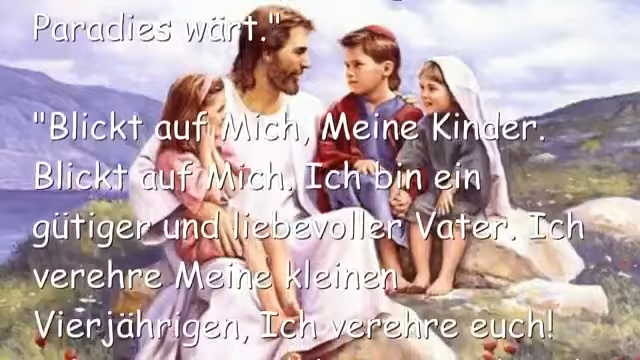 Paradies wärt."
"Blickt auf Mich, Meine Kinder.
Blickt auf Mich. Ich bin ein
gütiger und liebevoller Vater. Ich
verehre Meine kleinen
Vierjährigen, Ich verehre euch!